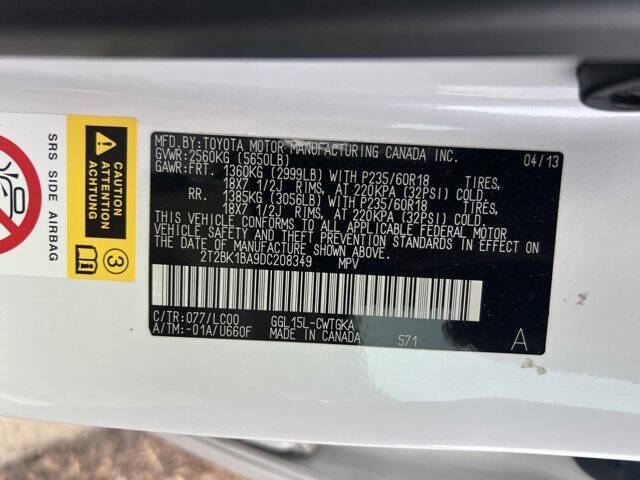 SRS SIDE AIRBAG
CAUTION
ATTENTION
ACHTUNG
3
MFD.BY:TOYOTA MOTOR MANUFACTURING CANADA INC. 04/13
GVWR:2560KG (5650LB)
GAWR:FRT. 1360KG (2999LB) WITH P235/60R18 TIRES,
18X7 1/2J RIMS, AT 220KPA (32PSI) COLD
RR. 1385KG (3056LB) WITH P235/60R18 TIRES,
18X7 1/2J RIMS, AT 220KPA (32PSI) COLD.
THIS VEHICLE CONFORMS TO ALL APPLICABLE FEDERAL MOTOR
VEHICLE SAFETY AND THEFT PREVENTION STANDARDS IN EFFECT ON
THE DATE OF MANUFACTURE SHOWN ABOVE.
2T2BK1BA9DC208349 MPV
C/TR:077/LC00 GGL15L-CWTGKA
A/TM:-01A/U660F MADE IN CANADA 571 A